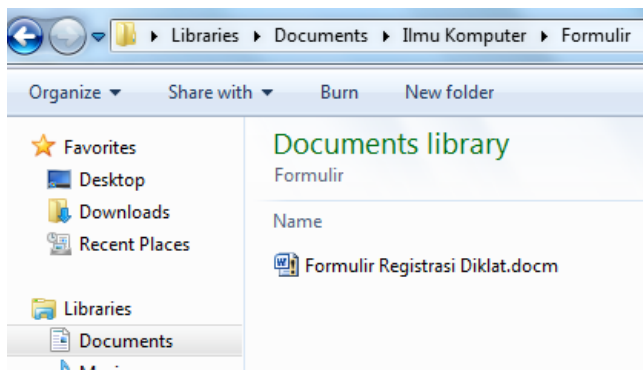 Libraries Documents Ilmu Komputer Formulir
Organize Share with Burn New folder
Favorites
Desktop
Downloads
Recent Places
Libraries
Documents
Documents library
Formulir
Name
Formulir Registrasi Diklat.docm